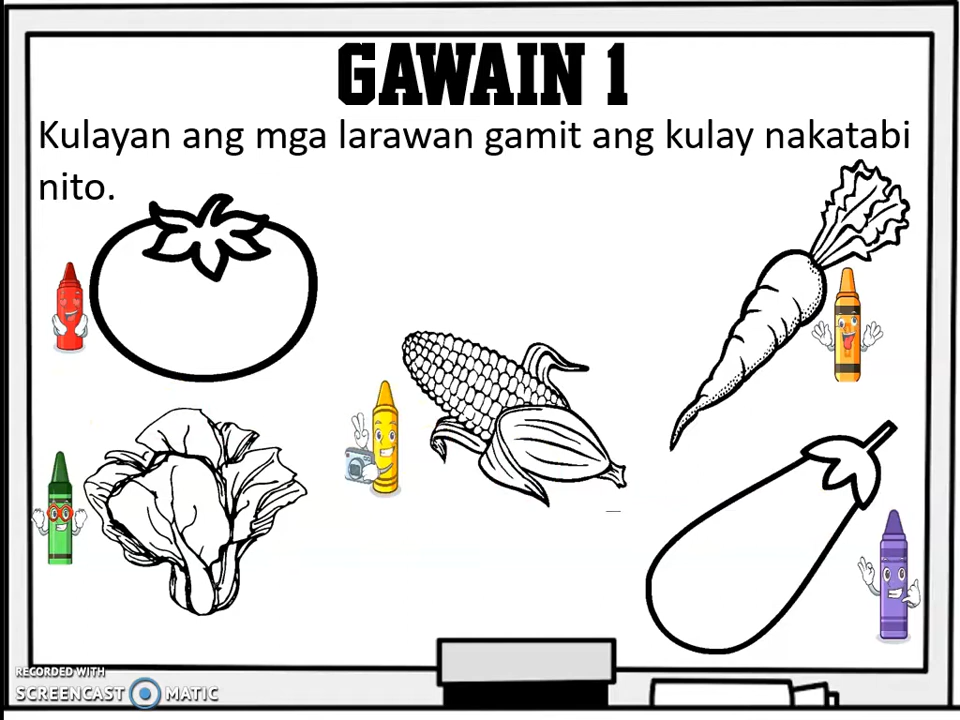 GAWAIN 1
Kulayan ang mga larawan gamit ang kulay nakatabi
nito.
RECORDED WITH
SCREENCAST MATIC